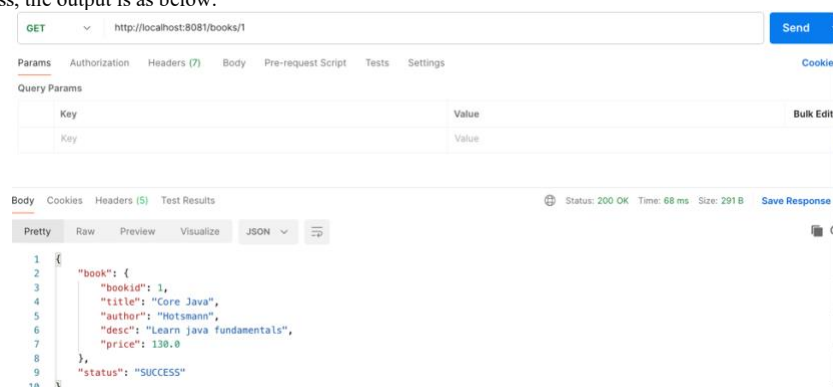 ss, the output is as below:
GET http://localhost:8081/books/1 Send
Params Authorization Headers (7) Body Pre-request Script Tests Settings Cookie
Query Params
Key Value Bulk Edit
Key Value
Body Cookies Headers (5) Test Results Status: 200 OK Time: 68 ms Size: 291 B Save Response
Pretty Raw Preview Visualize JSON
1 {
2 "book": {
3 "bookid": 1,
4 "title": "Core Java",
5 "author": "Hotsmann",
6 "desc": "Learn java fundamentals",
7 "price": 130.0
8 },
9 "status": "SUCCESS"
10 }